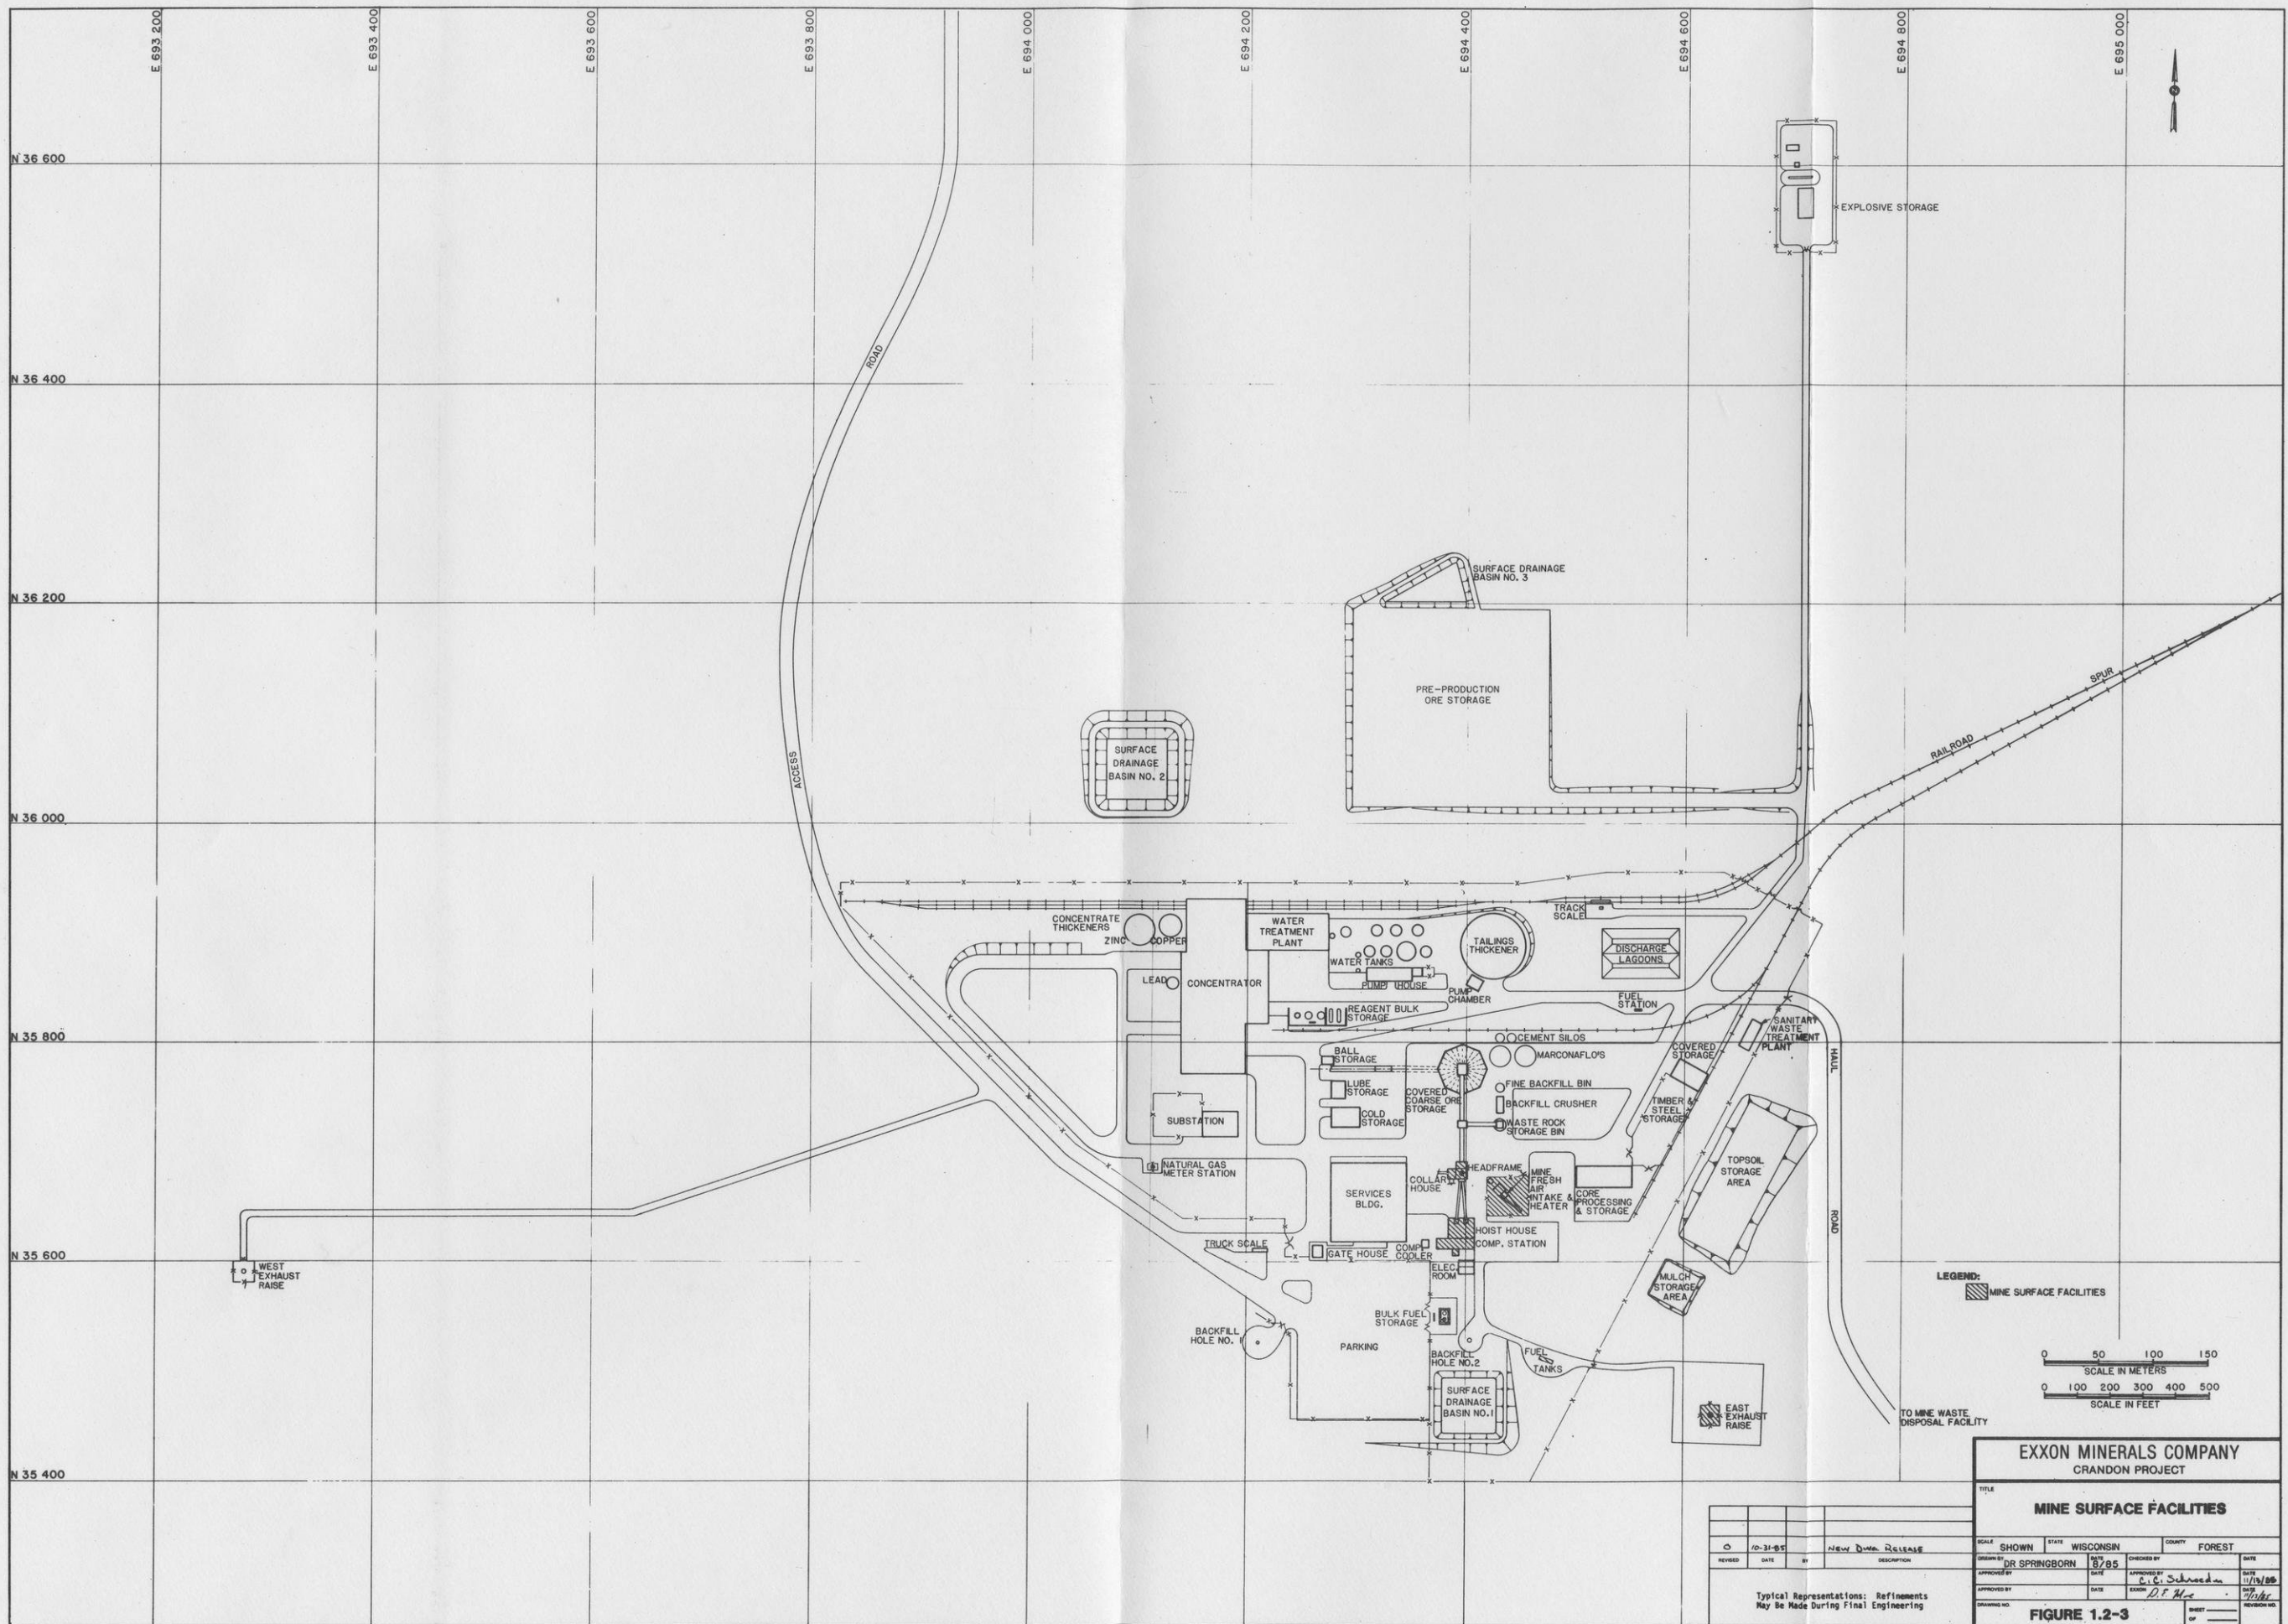 E 693 200
E 693 400
E 693 600
E 693 800
E 694 000
E 694 200
E 694 400
E 694 600
E 694 800
E 695 000
N 36 600
N 36 400
N 36 200
N 36 000
N 35 800
N 35 600
N 35 400
EXPLOSIVE STORAGE
ROAD
ACCESS
SURFACE DRAINAGE
BASIN NO. 3
PRE-PRODUCTION
ORE STORAGE
SURFACE
DRAINAGE
BASIN NO. 2
SPUR
RAILROAD
CONCENTRATE
THICKENERS
ZINC
COPPER
LEAD
CONCENTRATOR
WATER
TREATMENT
PLANT
WATER TANKS
PUMP HOUSE
TAILINGS
THICKENER
PUMP
CHAMBER
TRACK
SCALE
DISCHARGE
LAGOONS
FUEL
STATION
REAGENT BULK
STORAGE
SANITARY
WASTE
TREATMENT
PLANT
CEMENT SILOS
MARCONAFLO'S
COVERED
STORAGE
BALL
STORAGE
LUBE
STORAGE
COLD
STORAGE
COVERED
COARSE ORE
STORAGE
FINE BACKFILL BIN
BACKFILL CRUSHER
WASTE ROCK
STORAGE BIN
TIMBER &
STEEL
STORAGE
HAUL
ROAD
SUBSTATION
NATURAL GAS
METER STATION
SERVICES
BLDG.
HEADFRAME
COLLAR
HOUSE
MINE
FRESH
AIR
INTAKE &
HEATER
CORE
PROCESSING
& STORAGE
TOPSOIL
STORAGE
AREA
HOIST HOUSE
COMP. STATION
TRUCK SCALE
GATE HOUSE
COMP.
COOLER
ELEC.
ROOM
MULCH
STORAGE
AREA
WEST
EXHAUST
RAISE
BACKFILL
HOLE NO. 1
PARKING
BULK FUEL
STORAGE
BACKFILL
HOLE NO.2
FUEL
TANKS
SURFACE
DRAINAGE
BASIN NO.1
EAST
EXHAUST
RAISE
TO MINE WASTE
DISPOSAL FACILITY
LEGEND:
MINE SURFACE FACILITIES
0 50 100 150
SCALE IN METERS
0 100 200 300 400 500
SCALE IN FEET
EXXON MINERALS COMPANY
CRANDON PROJECT
TITLE
MINE SURFACE FACILITIES
SCALE SHOWN STATE WISCONSIN COUNTY FOREST
DRAWN BY DR SPRINGBORN DATE 8/85 CHECKED BY DATE
APPROVED BY DATE APPROVED BY C.C. Schroeder DATE 11/13/85
APPROVED BY DATE EXXON DATE
DRAWING NO. FIGURE 1.2-3 SHEET OF REVISION NO.
0 10-31-85 NEW DWG. RELEASE
REVISED DATE BY DESCRIPTION
Typical Representations: Refinements
May Be Made During Final Engineering